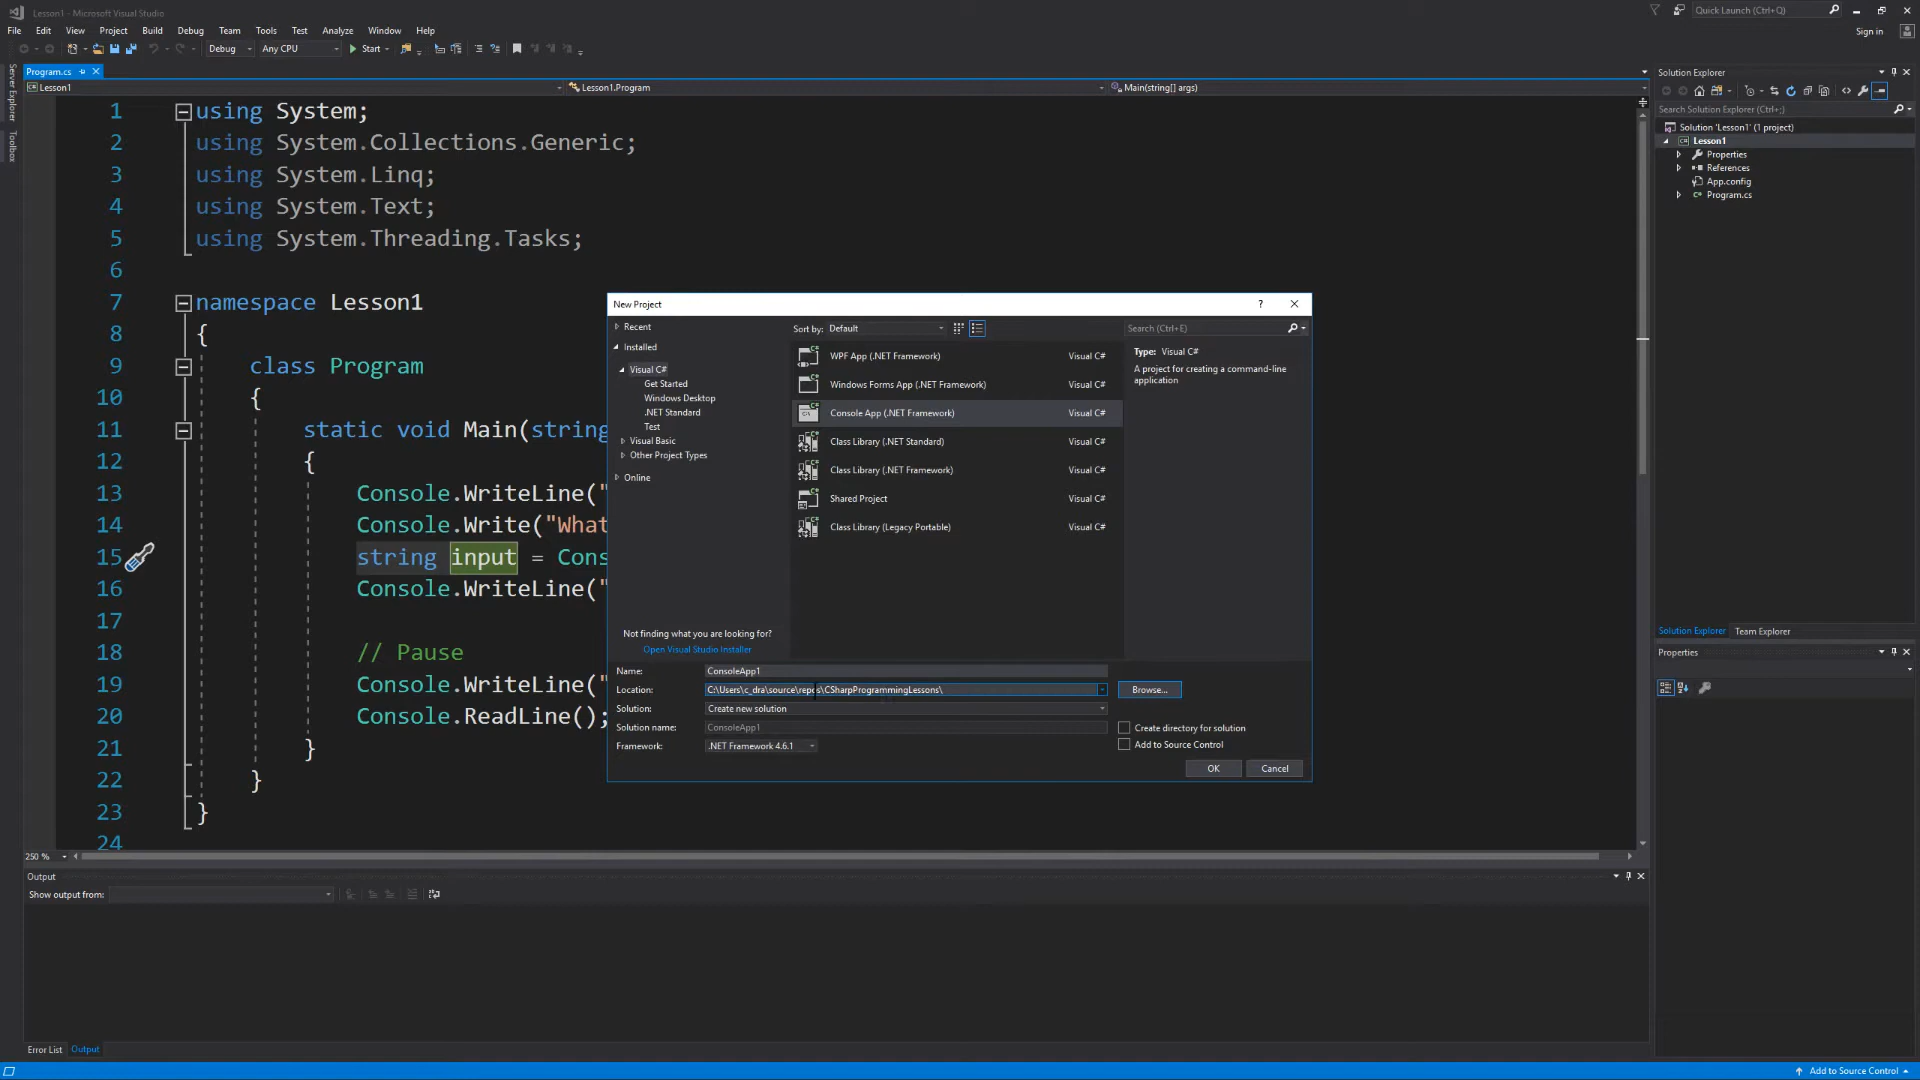 Lesson1 - Microsoft Visual Studio
Quick Launch (Ctrl+Q)
File Edit View Project Build Debug Team Tools Test Analyze Window Help
Sign in
Debug Any CPU Start
Server Explorer
Toolbox
Program.cs
Lesson1 Lesson1.Program Main(string[] args)
1 using System;
2 using System.Collections.Generic;
3 using System.Linq;
4 using System.Text;
5 using System.Threading.Tasks;
6
7 namespace Lesson1
8 {
9 class Program
10 {
11 static void Main(string
12 {
13 Console.WriteLine("
14 Console.Write("What
15 string input = Cons
16 Console.WriteLine("
17
18 // Pause
19 Console.WriteLine("
20 Console.ReadLine();
21 }
22 }
23 }
24
250 %
New Project
?
Recent
Installed
Visual C#
Get Started
Windows Desktop
.NET Standard
Test
Visual Basic
Other Project Types
Online
Not finding what you are looking for?
Open Visual Studio Installer
Sort by: Default
WPF App (.NET Framework) Visual C#
Windows Forms App (.NET Framework) Visual C#
Console App (.NET Framework) Visual C#
Class Library (.NET Standard) Visual C#
Class Library (.NET Framework) Visual C#
Shared Project Visual C#
Class Library (Legacy Portable) Visual C#
Search (Ctrl+E)
Type: Visual C#
A project for creating a command-line
application
Name: ConsoleApp1
Location: C:\Users\c_dra\source\repos\CSharpProgrammingLessons\
Browse...
Solution: Create new solution
Solution name: ConsoleApp1
Create directory for solution
Framework: .NET Framework 4.6.1
Add to Source Control
OK Cancel
Solution Explorer
Search Solution Explorer (Ctrl+;)
Solution 'Lesson1' (1 project)
Lesson1
Properties
References
App.config
Program.cs
Solution Explorer Team Explorer
Properties
Output
Show output from:
Error List Output
Add to Source Control